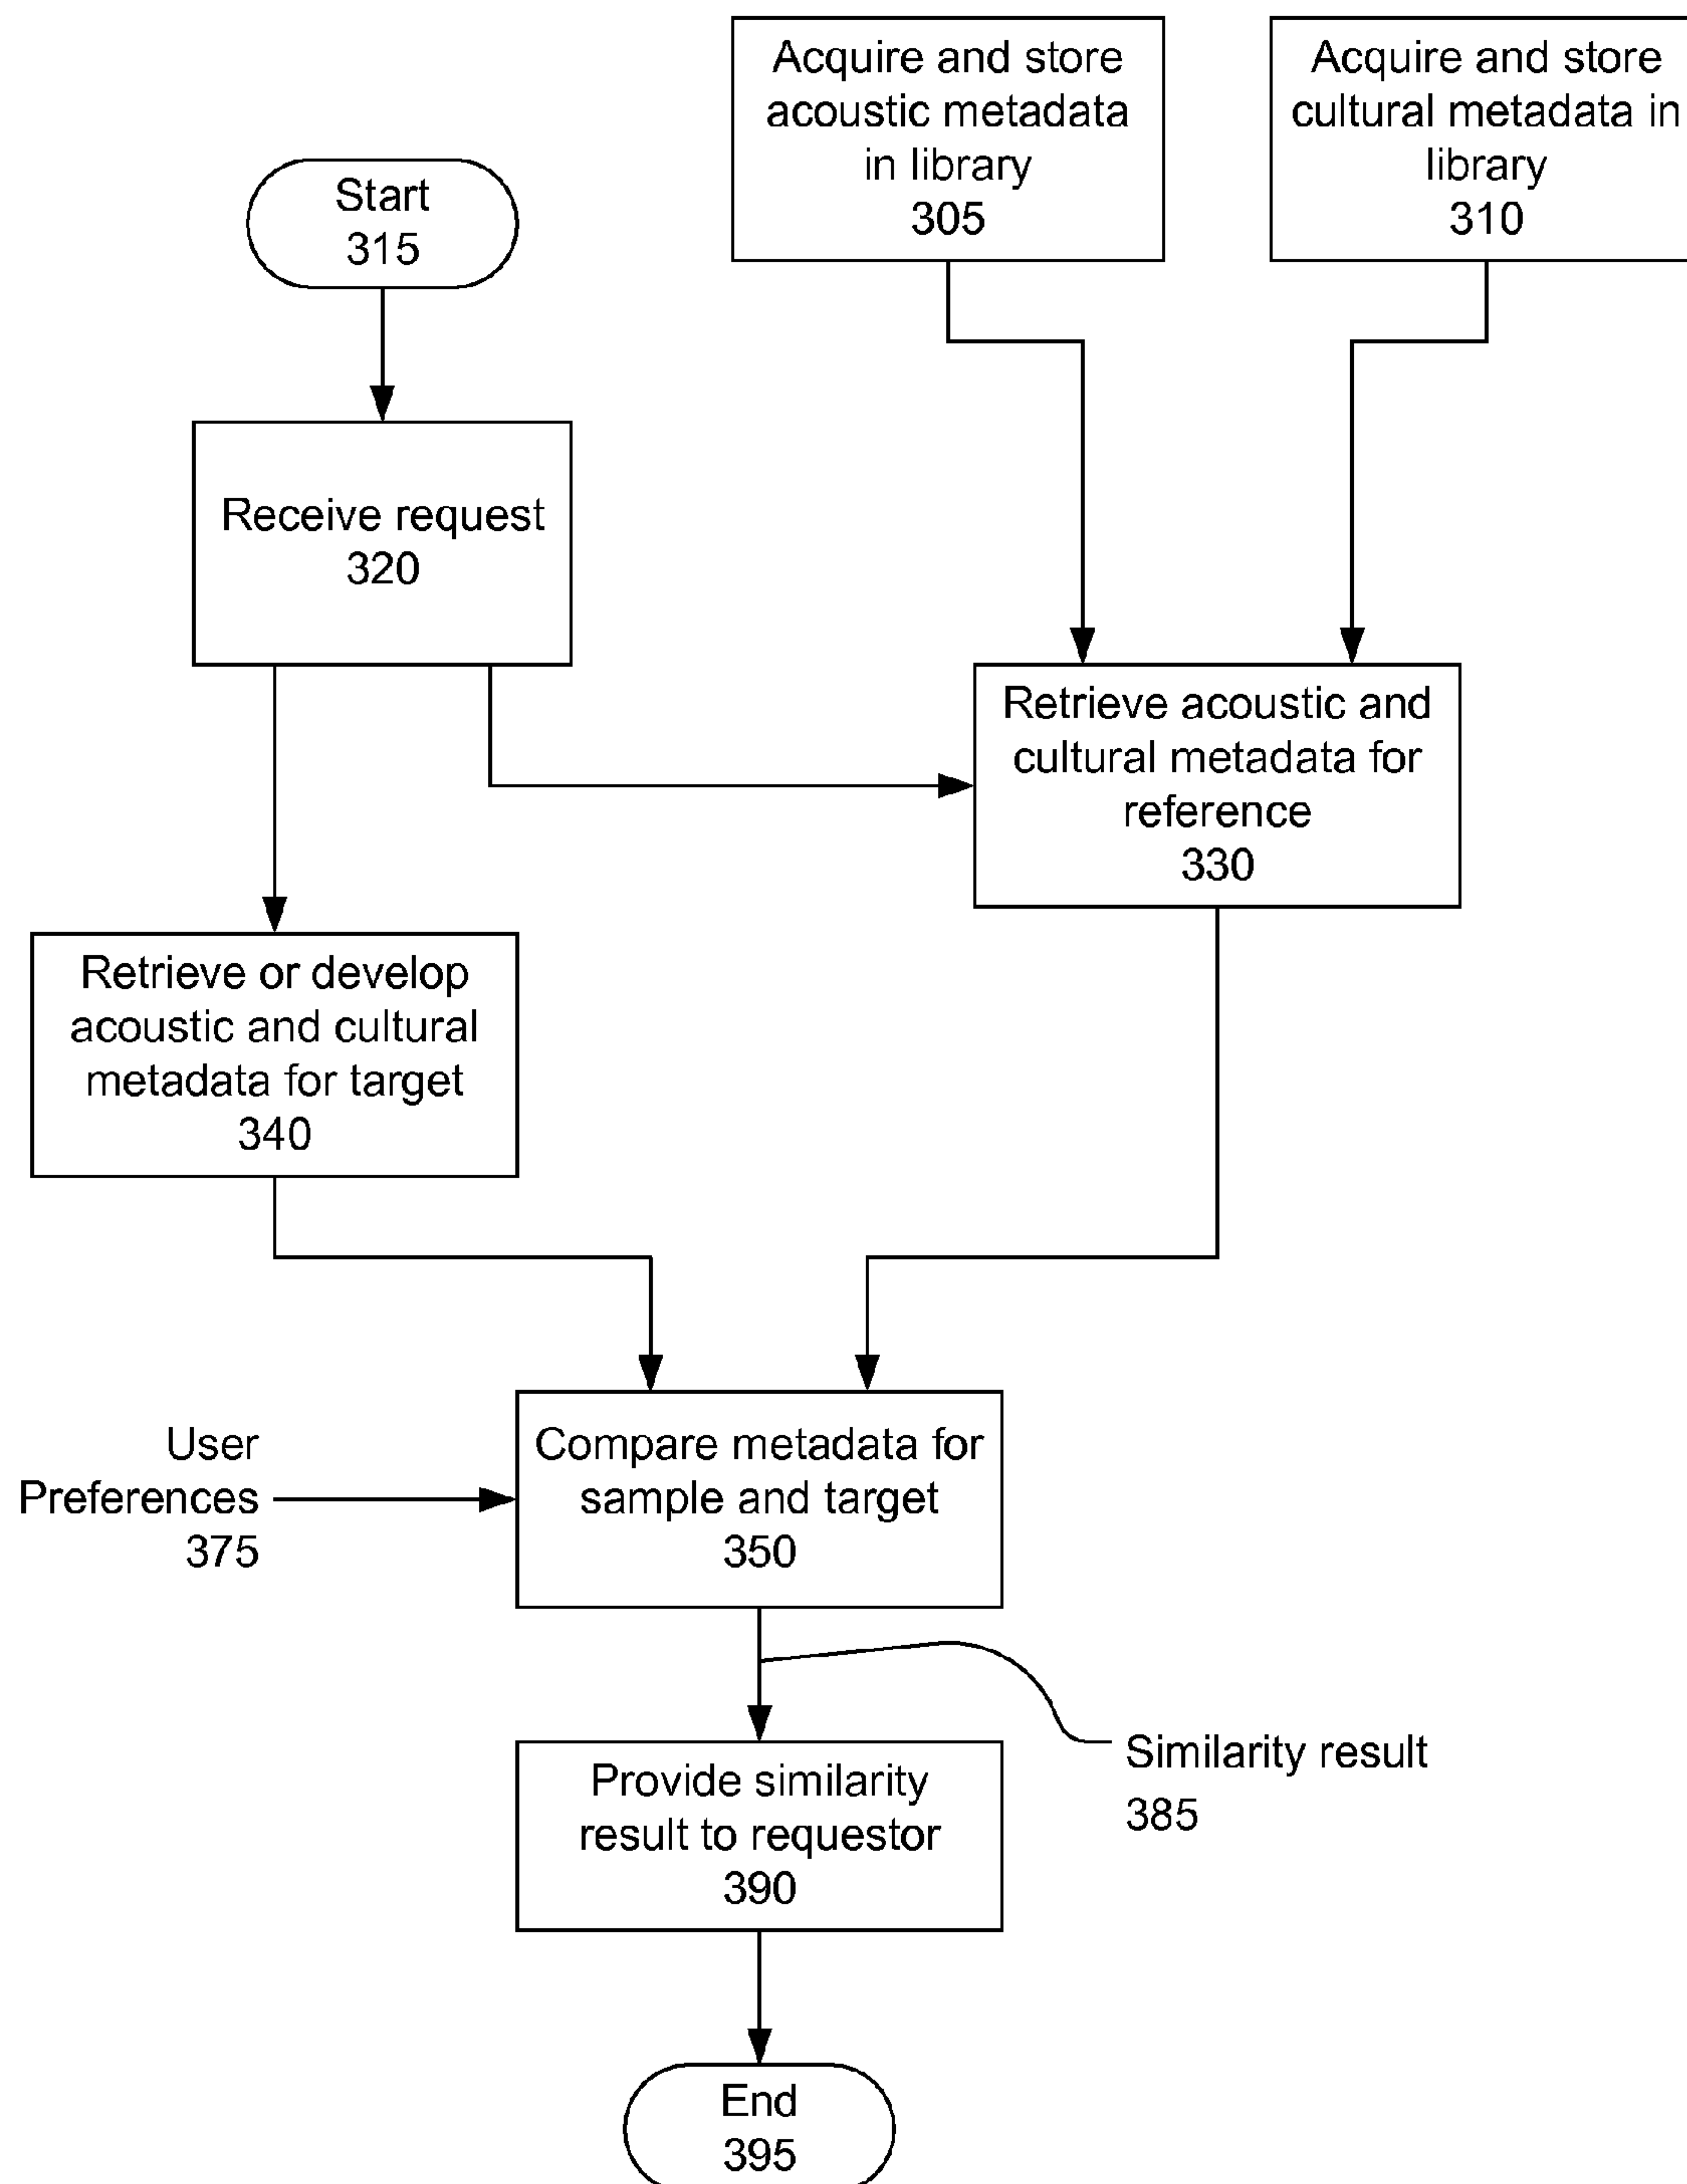 Acquire and store
acoustic metadata
in library
305
Acquire and store
cultural metadata in
library
310
Start
315
Receive request
320
Retrieve acoustic and
cultural metadata for
reference
330
Retrieve or develop
acoustic and cultural
metadata for target
340
User
Preferences
375
Compare metadata for
sample and target
350
Similarity result
385
Provide similarity
result to requestor
390
End
395